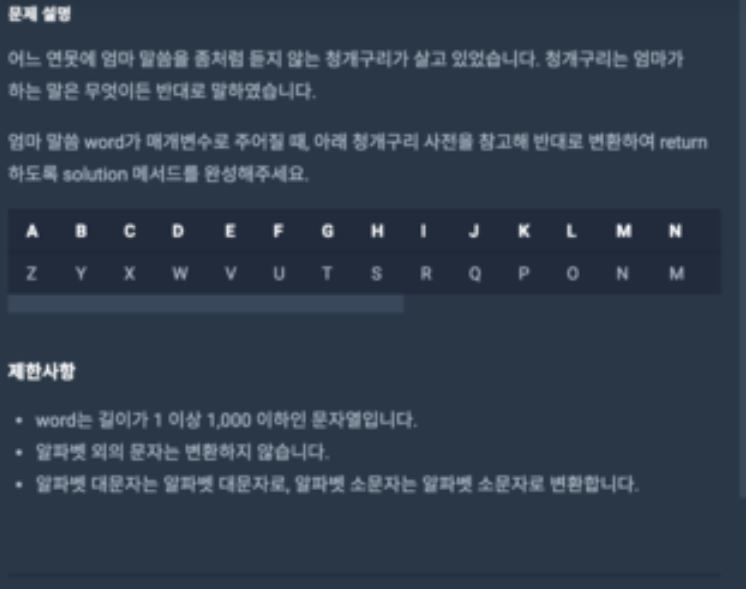 문제 설명
어느 연못에 엄마 말씀을 좀처럼 듣지 않는 청개구리가 살고 있었습니다. 청개구리는 엄마가
하는 말은 무엇이든 반대로 말하였습니다.
엄마 말씀 word가 매개변수로 주어질 때, 아래 청개구리 사전을 참고해 반대로 변환하여 return
하도록 solution 메서드를 완성해주세요.
A B C D E F G H I J K L M N
Z Y X W V U T S R Q P O N M
제한사항
• word는 길이가 1 이상 1,000 이하인 문자열입니다.
• 알파벳 외의 문자는 변환하지 않습니다.
• 알파벳 대문자는 알파벳 대문자로, 알파벳 소문자는 알파벳 소문자로 변환합니다.